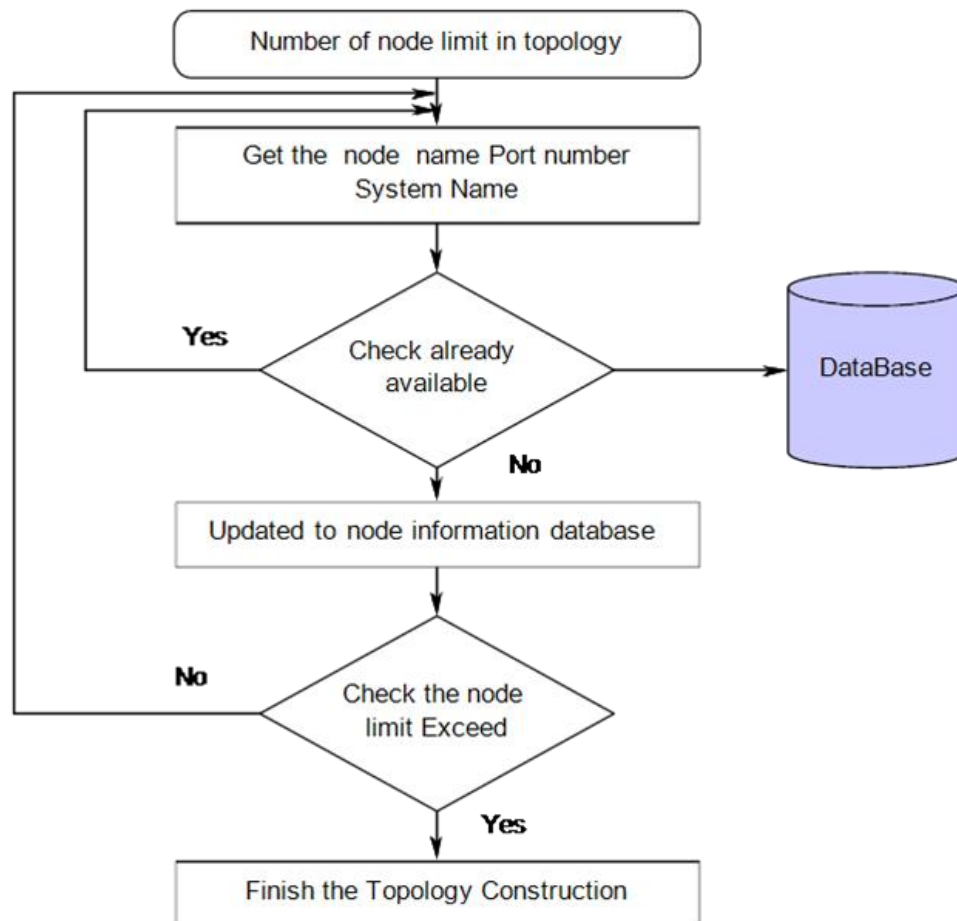 Number of node limit in topology
Get the node name Port number
System Name
Yes
Check already
available
DataBase
No
Updated to node information database
No
Check the node
limit Exceed
Yes
Finish the Topology Construction